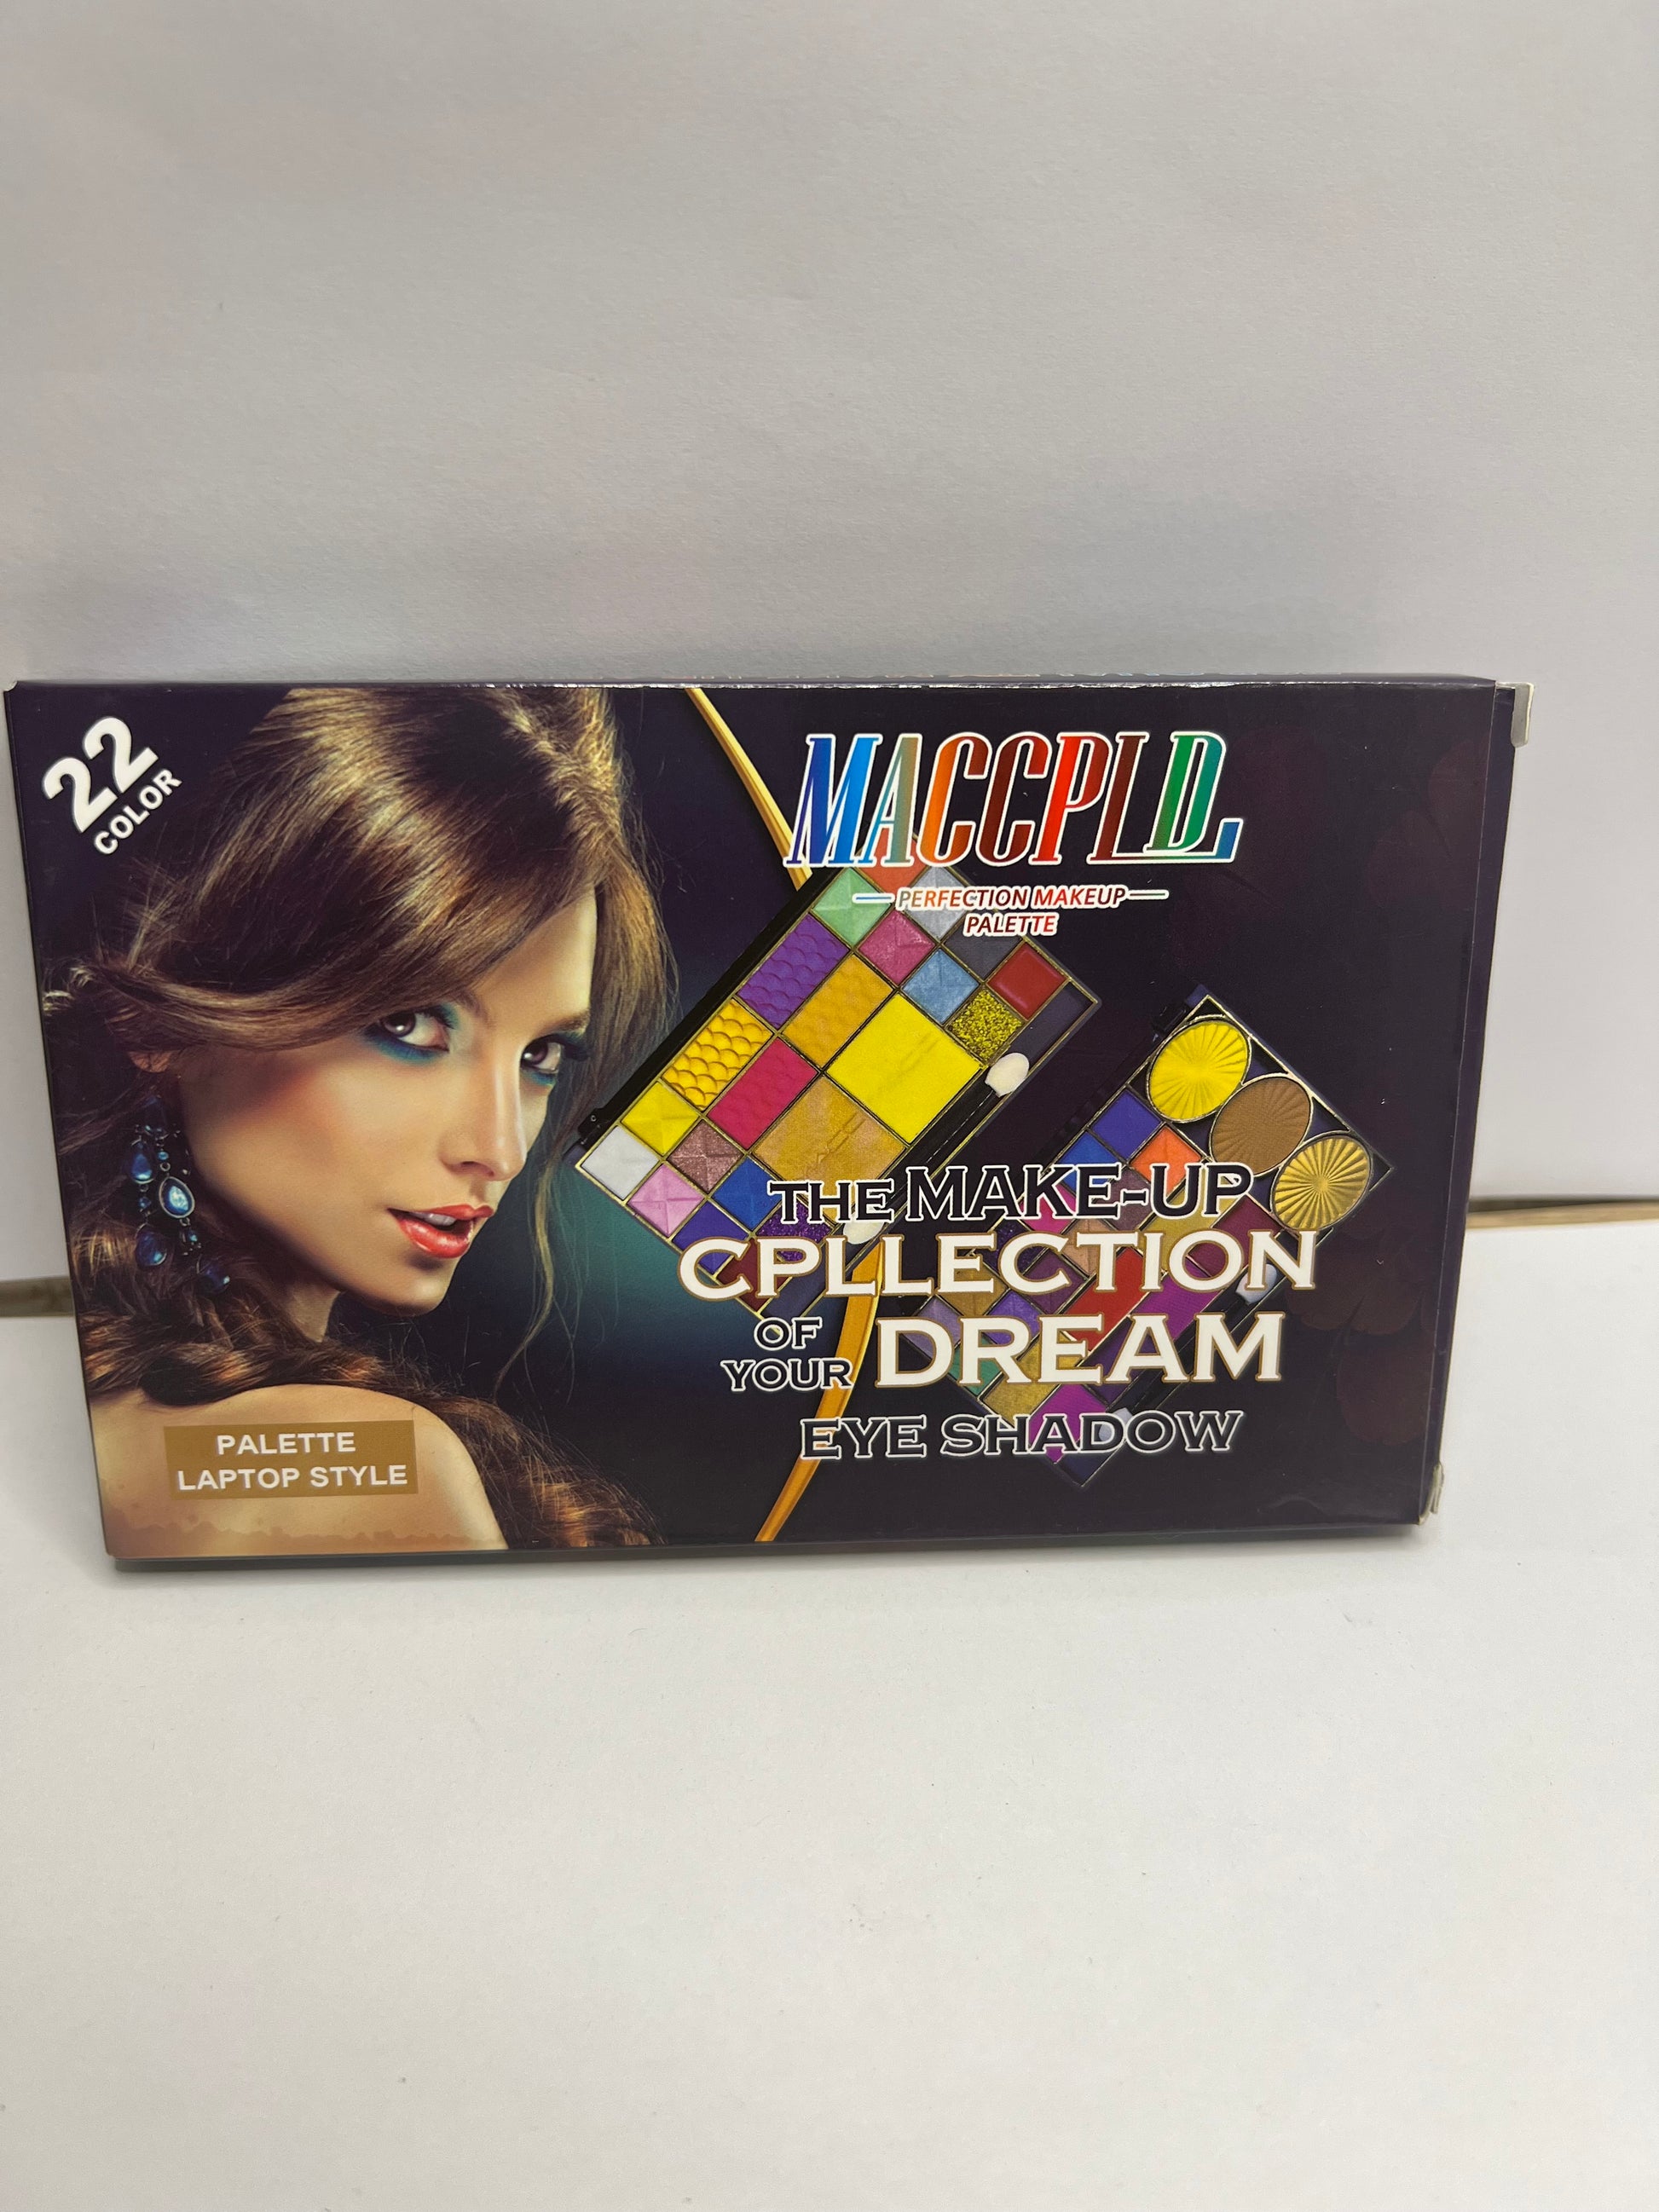 22
COLOR
MACCPLD
PERFECTION MAKEUP
PALETTE
THE MAKE-UP
CPLLECTION
OF
YOUR DREAM
EYE SHADOW
PALETTE
LAPTOP STYLE